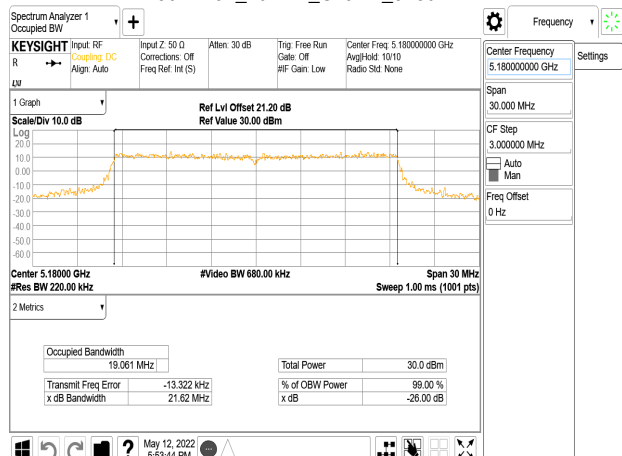 Spectrum Analyzer 1
Occupied BW
Frequency
KEYSIGHT
R
Input: RF
Coupling: DC
Align: Auto
Input Z: 50 Ω
Corrections: Off
Freq Ref: Int (S)
Atten: 30 dB
Trig: Free Run
Gate: Off
#IF Gain: Low
Center Freq: 5.180000000 GHz
Avg|Hold: 10/10
Radio Std: None
Center Frequency
5.180000000 GHz
Settings
Span
30.000 MHz
CF Step
3.000000 MHz
Auto
Man
Freq Offset
0 Hz
1 Graph
Scale/Div 10.0 dB
Ref Lvl Offset 21.20 dB
Ref Value 30.00 dBm
Log
20.0
10.0
0.00
-10.0
-20.0
-30.0
-40.0
-50.0
-60.0
Center 5.18000 GHz
#Res BW 220.00 kHz
#Video BW 680.00 kHz
Span 30 MHz
Sweep 1.00 ms (1001 pts)
2 Metrics
Occupied Bandwidth
19.061 MHz
Transmit Freq Error -13.322 kHz
x dB Bandwidth 21.62 MHz
Total Power 30.0 dBm
% of OBW Power 99.00 %
x dB -26.00 dB
May 12, 2022
5:53:44 PM